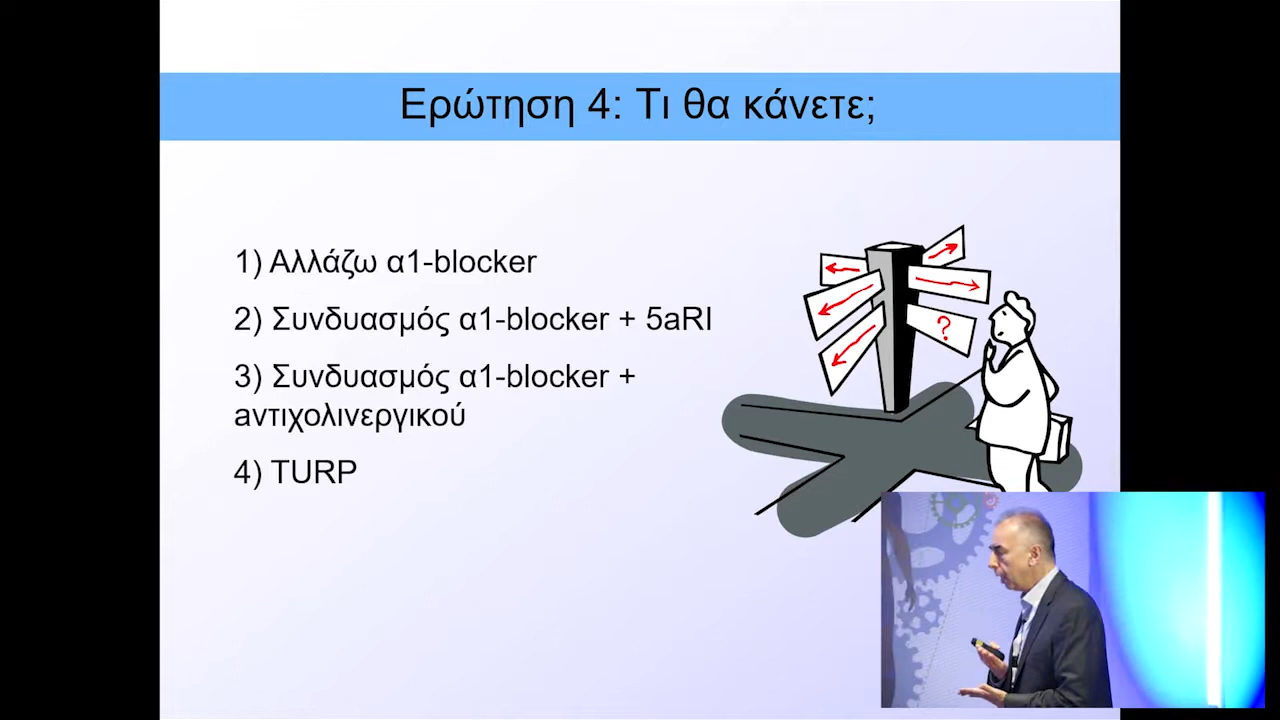 Ερώτηση 4: Τι θα κάνετε;
1) Αλλάζω α1-blocker
2) Συνδυασμός α1-blocker + 5aRI
3) Συνδυασμός α1-blocker +
αντιχολινεργικού
4) TURP
?